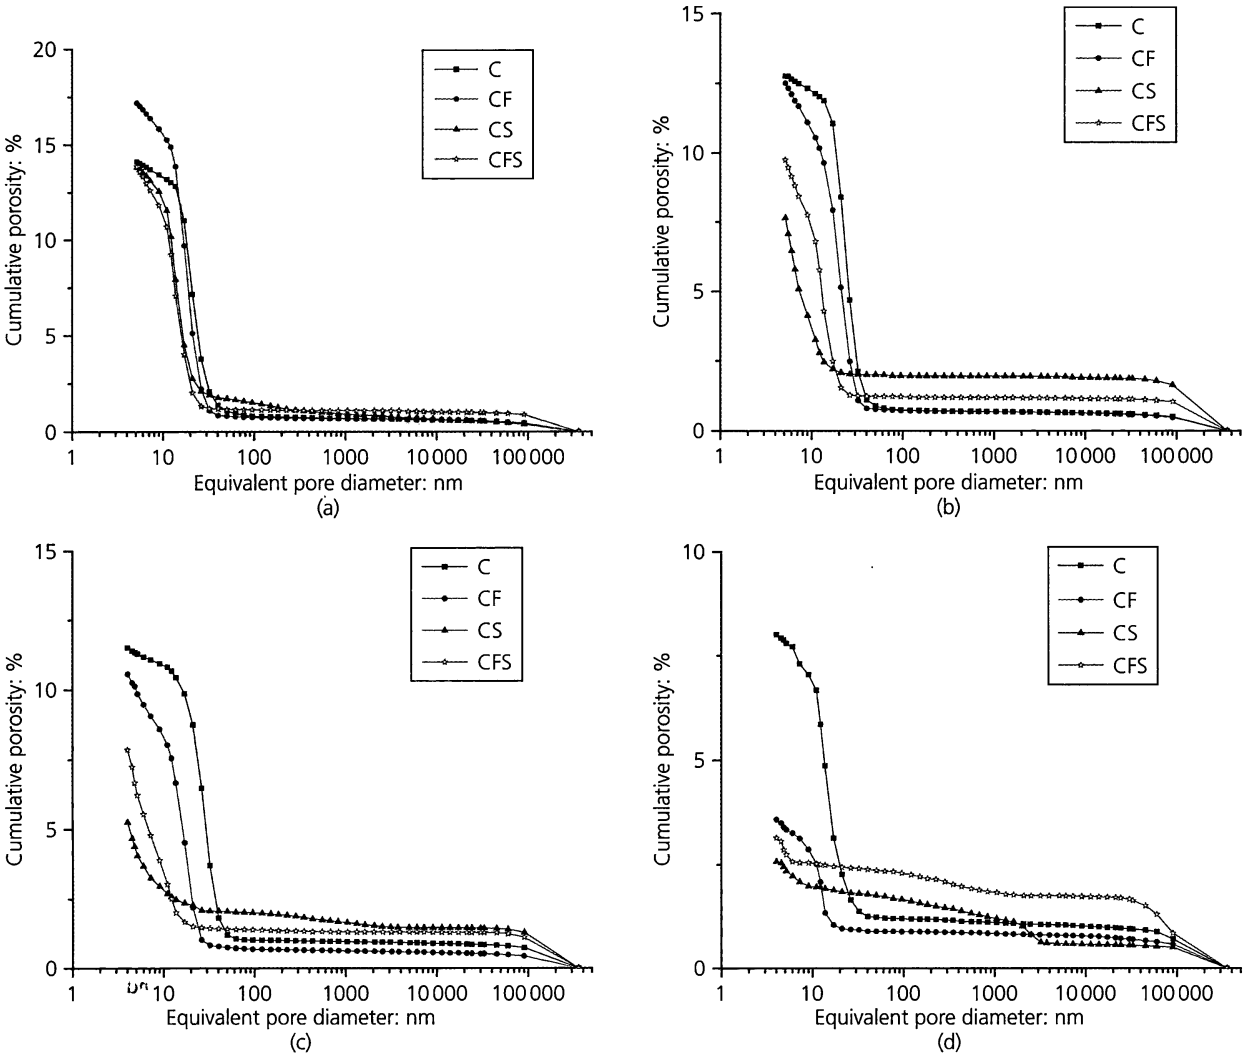 20
15
10
5
0
Cumulative porosity: %
C
CF
CS
CFS
1 10 100 1000 10 000 100 000
Equivalent pore diameter: nm
(a)
15
10
5
0
Cumulative porosity: %
C
CF
CS
CFS
1 10 100 1000 10 000 100 000
Equivalent pore diameter: nm
(b)
15
10
5
0
Cumulative porosity: %
C
CF
CS
CFS
1 10 100 1000 10 000 100 000
Equivalent pore diameter: nm
(c)
10
5
0
Cumulative porosity: %
C
CF
CS
CFS
1 10 100 1000 10 000 100 000
Equivalent pore diameter: nm
(d)